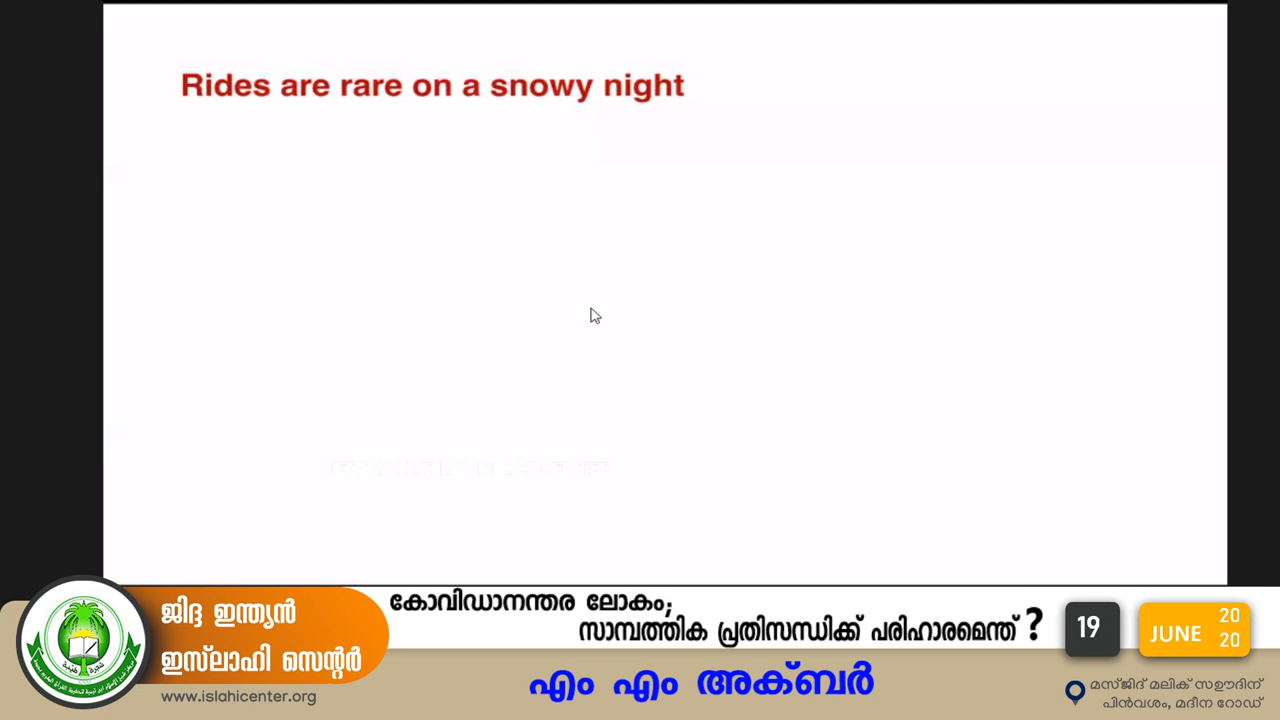 Rides are rare on a snowy night
ജിദ്ദ ഇന്ത്യൻ
ഇസ്‌ലാഹി സെന്റർ
www.islahicenter.org
കോവിഡാനന്തര ലോകം;
സാമ്പത്തിക പ്രതിസന്ധിക്ക് പരിഹാരമെന്ത് ?
എം എം അക്ബർ
19
JUNE
20
20
മസ്ജിദ് മലിക് സഊദിന്
പിൻവശം, മദീന റോഡ്